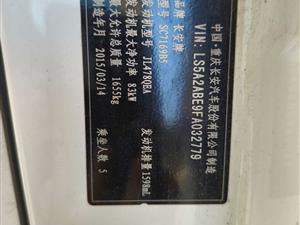 中国·重庆长安汽车股份有限公司制造
VIN: LS5A2ABE9FA032779
品牌 长安牌
型号: SC7169B5
发动机型号 JL478QEA 发动机排量 1598mL
发动机最大净功率 83kW
最大允许总质量 1655kg
制造年月 2015/03/14 乘坐人数 5